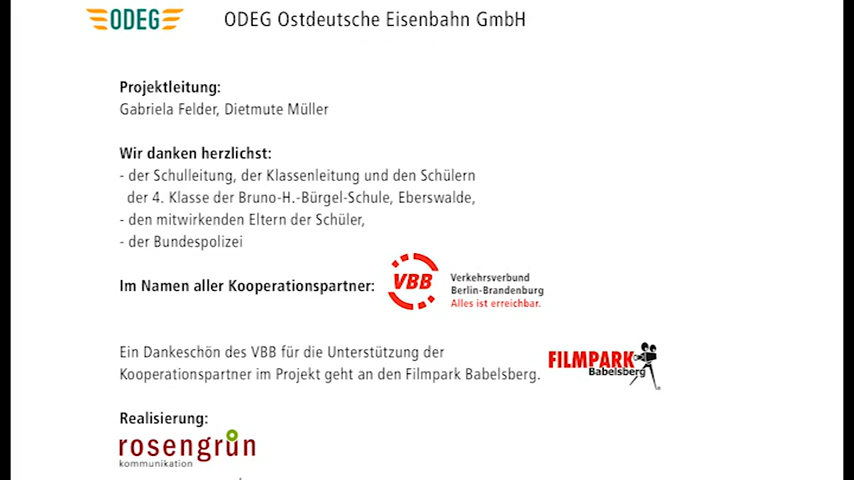 ODEG ODEG Ostdeutsche Eisenbahn GmbH
Projektleitung:
Gabriela Felder, Dietmute Müller
Wir danken herzlichst:
- der Schulleitung, der Klassenleitung und den Schülern
der 4. Klasse der Bruno-H.-Bürgel-Schule, Eberswalde,
- den mitwirkenden Eltern der Schüler,
- der Bundespolizei
Im Namen aller Kooperationspartner:
VBB
Verkehrsverbund
Berlin-Brandenburg
Alles ist erreichbar.
Ein Dankeschön des VBB für die Unterstützung der
Kooperationspartner im Projekt geht an den Filmpark Babelsberg.
FILMPARK
Babelsberg
Realisierung:
rosengrün
kommunikation